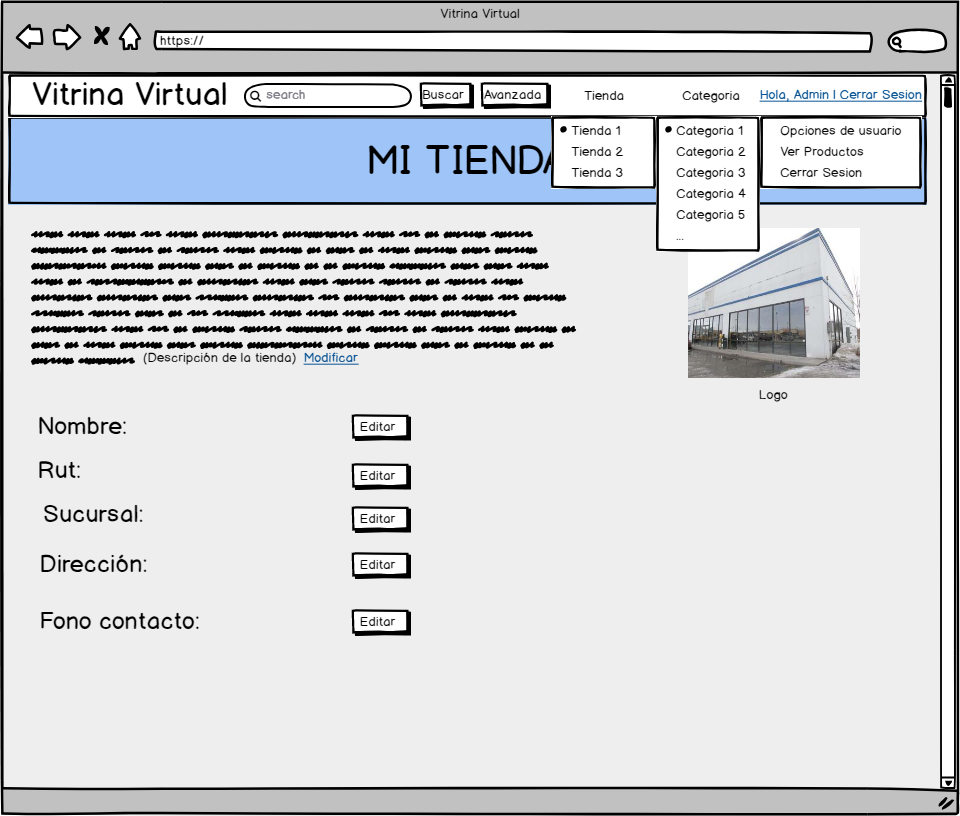 Vitrina Virtual
https://
Vitrina Virtual
search
Buscar
Avanzada
Tienda
Categoria
Hola, Admin | Cerrar Sesion
MI TIENDA
Tienda 1
Tienda 2
Tienda 3
Categoria 1
Categoria 2
Categoria 3
Categoria 4
Categoria 5
...
Opciones de usuario
Ver Productos
Cerrar Sesion
(Descripción de la tienda) Modificar
Logo
Nombre: Editar
Rut: Editar
Sucursal: Editar
Dirección: Editar
Fono contacto: Editar